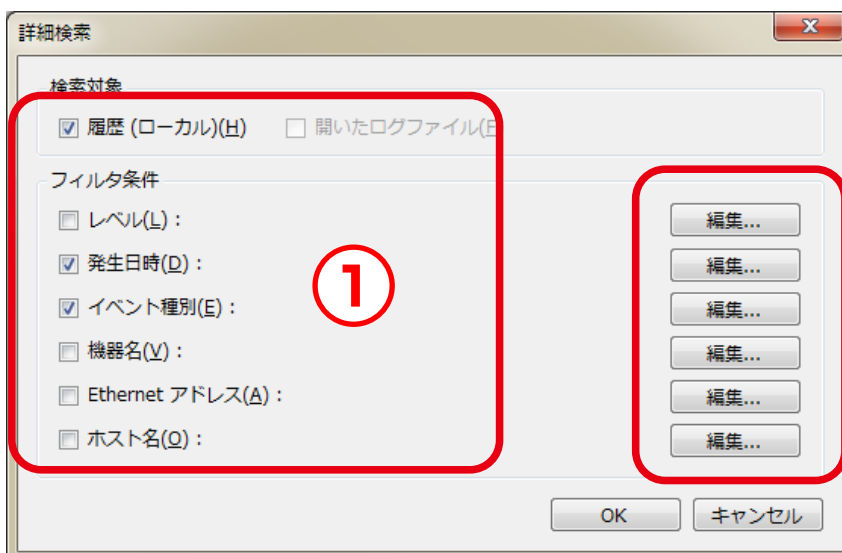 詳細検索
検索対象
履歴 (ローカル)(H) 開いたログファイル(F
フィルタ条件
レベル(L) : 編集...
発生日時(D) : 編集...
イベント種別(E) : 編集...
機器名(V) : 編集...
Ethernet アドレス(A) : 編集...
ホスト名(O) : 編集...
①
OK キャンセル